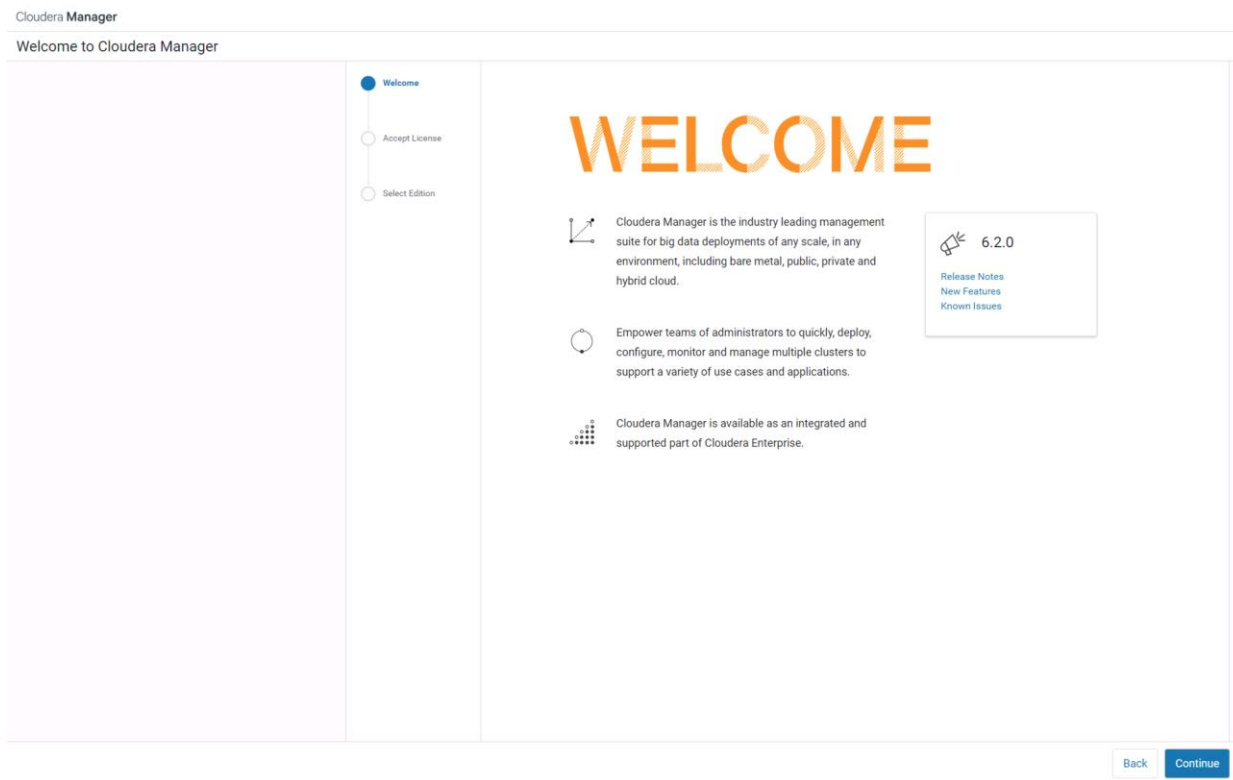 Cloudera Manager
Welcome to Cloudera Manager
Welcome
Accept License
Select Edition
WELCOME
Cloudera Manager is the industry leading management
suite for big data deployments of any scale, in any
environment, including bare metal, public, private and
hybrid cloud.
Empower teams of administrators to quickly, deploy,
configure, monitor and manage multiple clusters to
support a variety of use cases and applications.
Cloudera Manager is available as an integrated and
supported part of Cloudera Enterprise.
6.2.0
Release Notes
New Features
Known Issues
Back
Continue